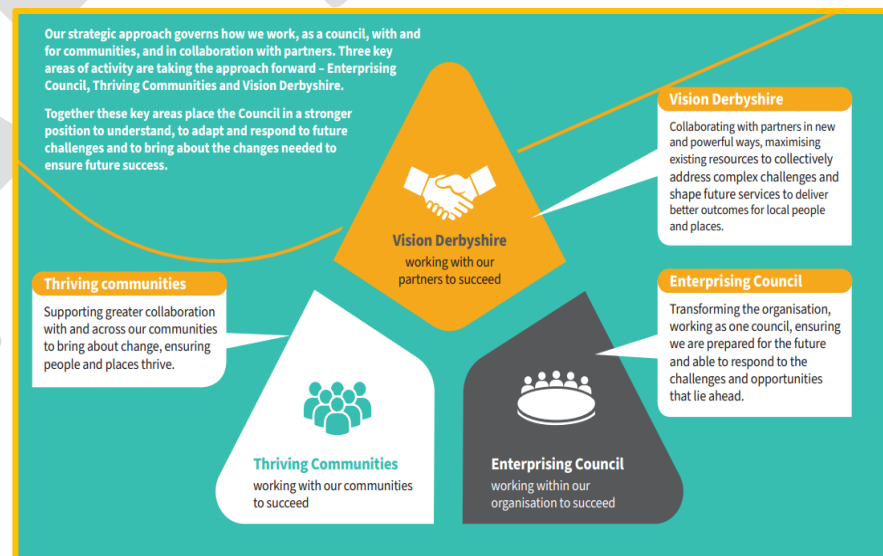 Our strategic approach governs how we work, as a council, with and
for communities, and in collaboration with partners. Three key
areas of activity are taking the approach forward – Enterprising
Council, Thriving Communities and Vision Derbyshire.
Together these key areas place the Council in a stronger
position to understand, to adapt and respond to future
challenges and to bring about the changes needed to
ensure future success.
Vision Derbyshire
Collaborating with partners in new
and powerful ways, maximising
existing resources to collectively
address complex challenges and
shape future services to deliver
better outcomes for local people
and places.
Vision Derbyshire
working with our
partners to succeed
Thriving communities
Supporting greater collaboration
with and across our communities
to bring about change, ensuring
people and places thrive.
Enterprising Council
Transforming the organisation,
working as one council, ensuring
we are prepared for the future
and able to respond to the
challenges and opportunities
that lie ahead.
Thriving Communities
working with our communities
to succeed
Enterprising Council
working within our
organisation to succeed